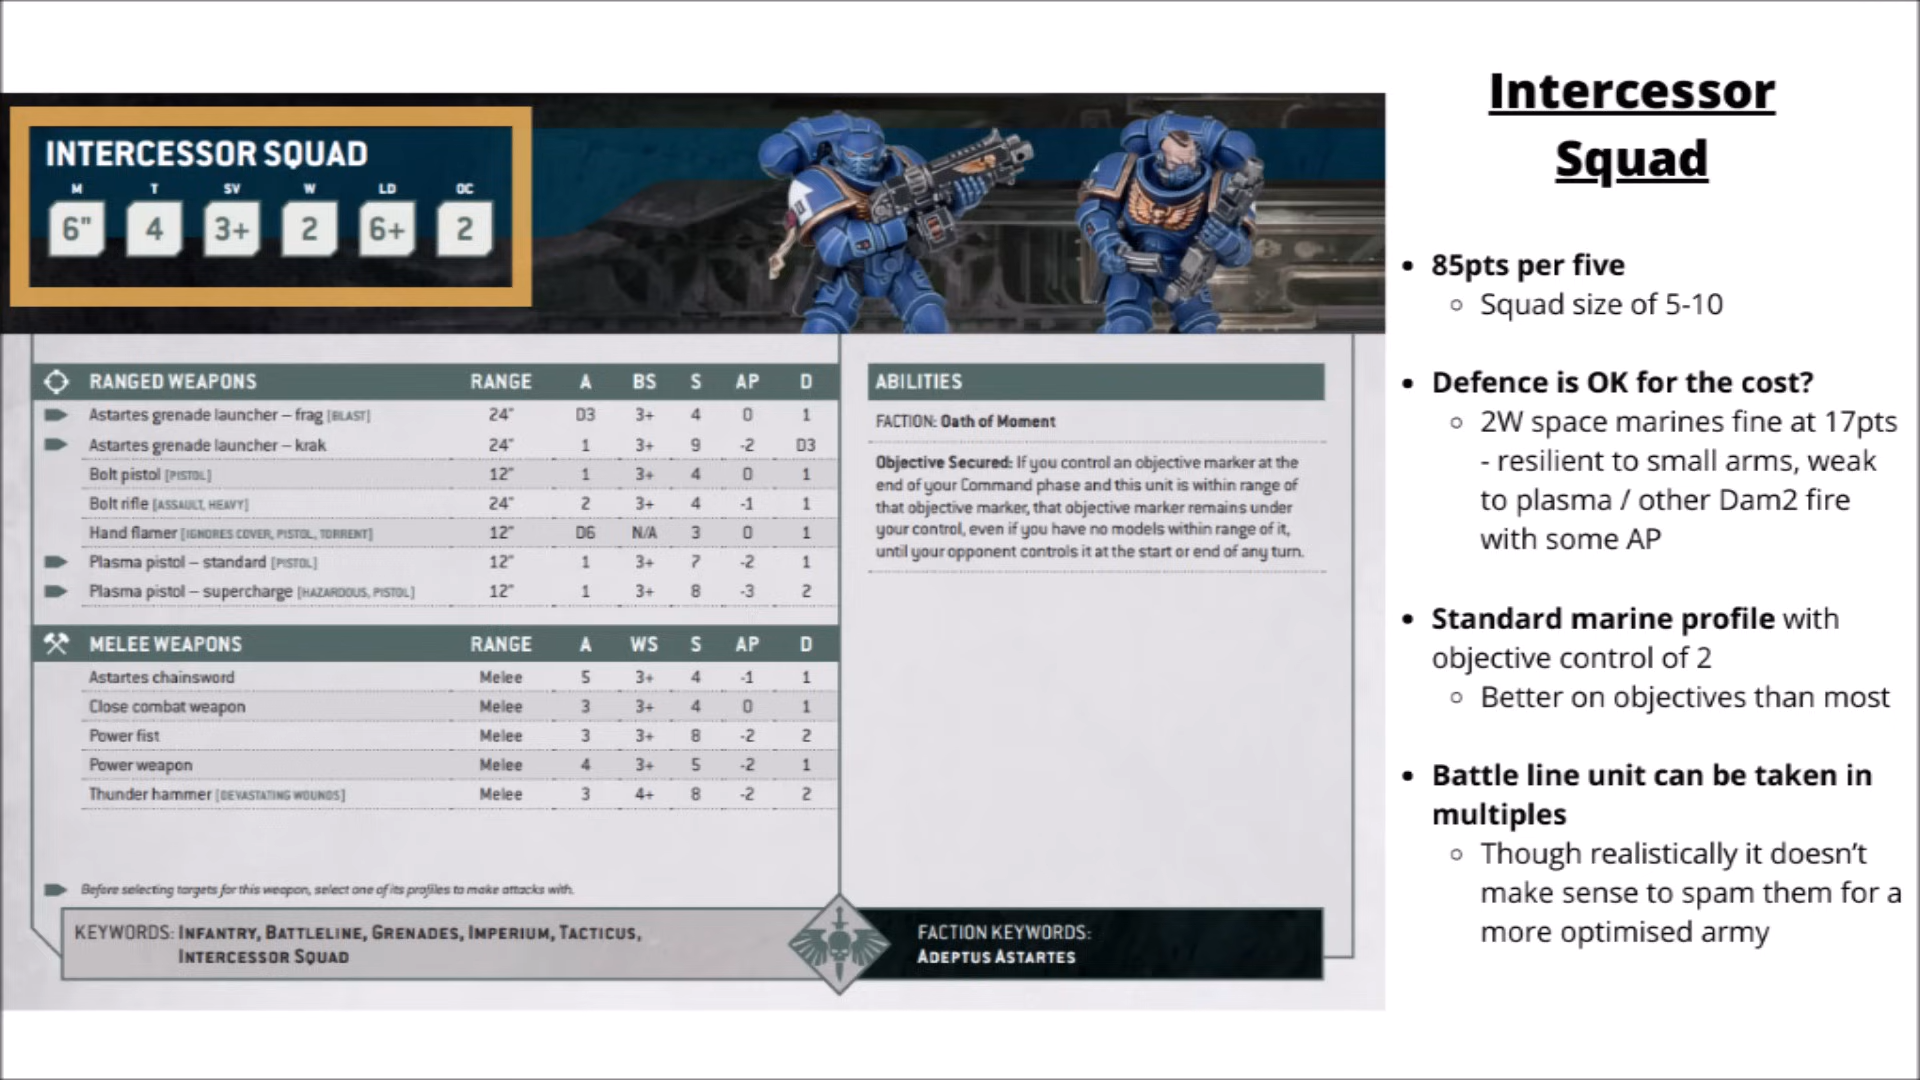 INTERCESSOR SQUAD
M T SV W LD OC
6" 4 3+ 2 6+ 2
RANGED WEAPONS RANGE A BS S AP D
Astartes grenade launcher – frag [BLAST] 24" D3 3+ 4 0 1
Astartes grenade launcher – krak 24" 1 3+ 9 -2 D3
Bolt pistol [PISTOL] 12" 1 3+ 4 0 1
Bolt rifle [ASSAULT, HEAVY] 24" 2 3+ 4 -1 1
Hand flamer [IGNORES COVER, PISTOL, TORRENT] 12" D6 N/A 3 0 1
Plasma pistol – standard [PISTOL] 12" 1 3+ 7 -2 1
Plasma pistol – supercharge [HAZARDOUS, PISTOL] 12" 1 3+ 8 -3 2
MELEE WEAPONS RANGE A WS S AP D
Astartes chainsword Melee 5 3+ 4 -1 1
Close combat weapon Melee 3 3+ 4 0 1
Power fist Melee 3 3+ 8 -2 2
Power weapon Melee 4 3+ 5 -2 1
Thunder hammer [DEVASTATING WOUNDS] Melee 3 4+ 8 -2 2
Before selecting targets for this weapon, select one of its profiles to make attacks with.
KEYWORDS: INFANTRY, BATTLELINE, GRENADES, IMPERIUM, TACTICUS,
INTERCESSOR SQUAD
ABILITIES
FACTION: Oath of Moment
Objective Secured: If you control an objective marker at the
end of your Command phase and this unit is within range of
that objective marker, that objective marker remains under
your control, even if you have no models within range of it,
until your opponent controls it at the start or end of any turn.
FACTION KEYWORDS:
ADEPTUS ASTARTES
Intercessor
Squad
• 85pts per five
○ Squad size of 5-10
• Defence is OK for the cost?
○ 2W space marines fine at 17pts
- resilient to small arms, weak
to plasma / other Dam2 fire
with some AP
• Standard marine profile with
objective control of 2
○ Better on objectives than most
• Battle line unit can be taken in
multiples
○ Though realistically it doesn't
make sense to spam them for a
more optimised army